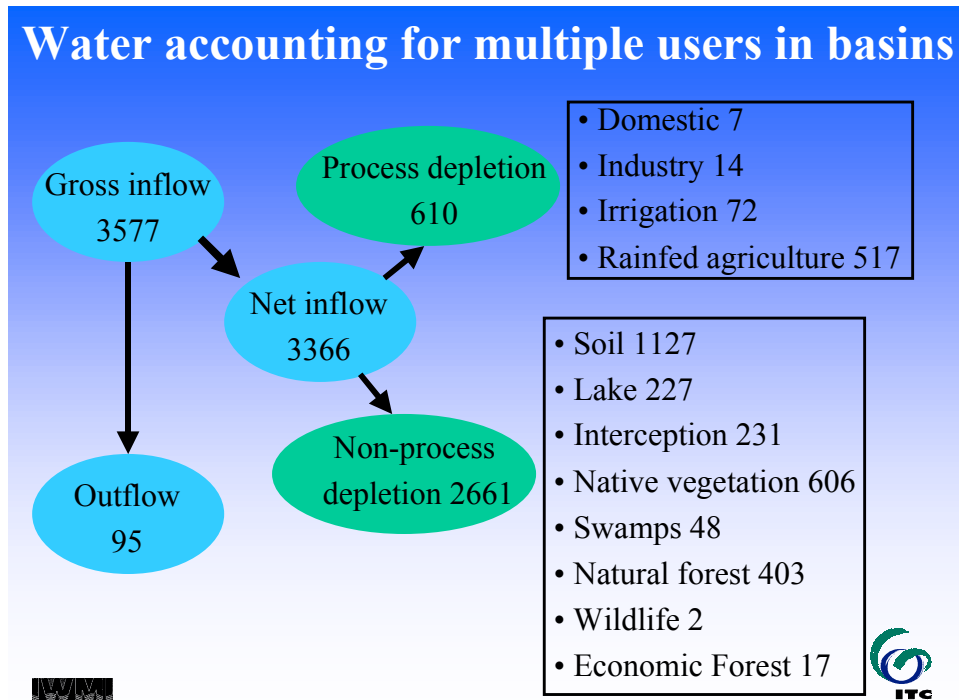 Water accounting for multiple users in basins
Gross inflow
3577
Process depletion
610
• Domestic 7
• Industry 14
• Irrigation 72
• Rainfed agriculture 517
Net inflow
3366
Non-process
depletion 2661
• Soil 1127
• Lake 227
• Interception 231
• Native vegetation 606
• Swamps 48
• Natural forest 403
• Wildlife 2
• Economic Forest 17
Outflow
95
IWMI
ITC